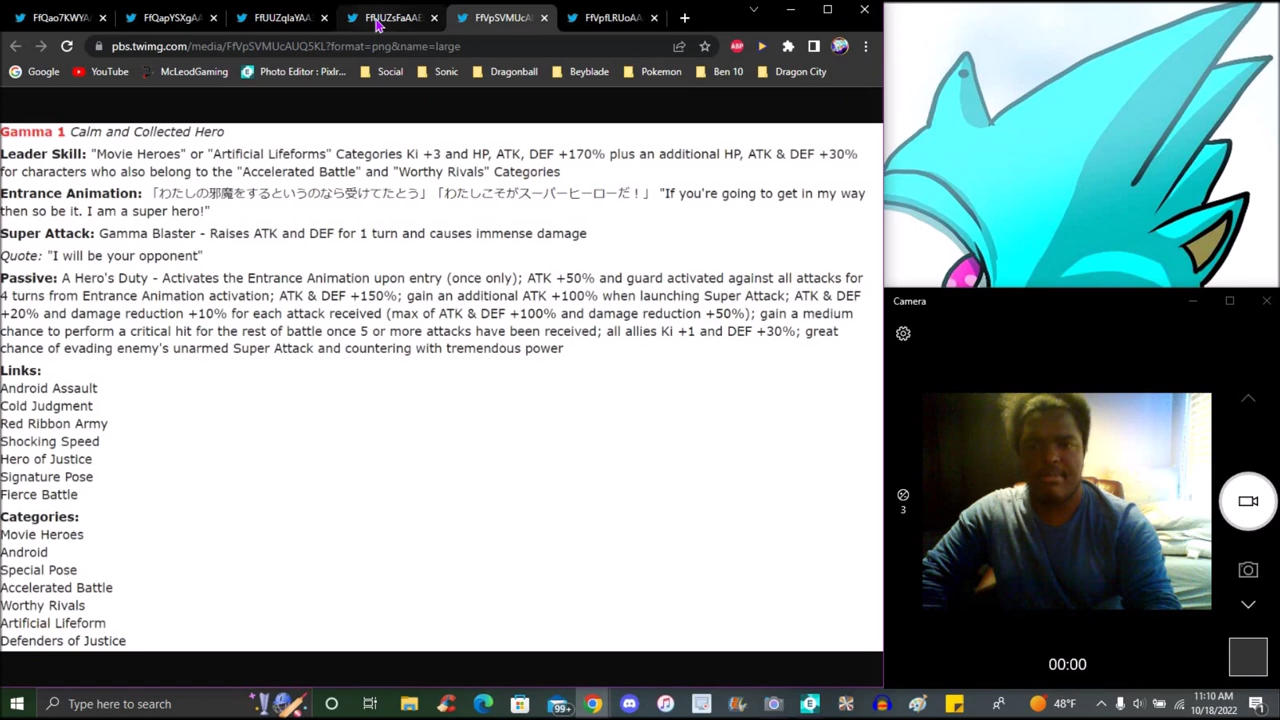 FfQao7KWYA
FfQapYSXgAA
FfUUZqlaYAA
FfUUZsFaAAE
FfVpSVMUcA
FfVpfLRUoAA
pbs.twimg.com/media/FfVpSVMUcAUQ5KL?format=png&name=large
ABP
Google
YouTube
McLeodGaming
Photo Editor : Pixlr...
Social
Sonic
Dragonball
Beyblade
Pokemon
Ben 10
Dragon City
Gamma 1 Calm and Collected Hero
Leader Skill: "Movie Heroes" or "Artificial Lifeforms" Categories Ki +3 and HP, ATK, DEF +170% plus an additional HP, ATK & DEF +30%
for characters who also belong to the "Accelerated Battle" and "Worthy Rivals" Categories
Entrance Animation: 「わたしの邪魔をするというのなら受けてたとう」「わたしこそがスーパーヒーローだ！」 "If you're going to get in my way
then so be it. I am a super hero!"
Super Attack: Gamma Blaster - Raises ATK and DEF for 1 turn and causes immense damage
Quote: "I will be your opponent"
Passive: A Hero's Duty - Activates the Entrance Animation upon entry (once only); ATK +50% and guard activated against all attacks for
4 turns from Entrance Animation activation; ATK & DEF +150%; gain an additional ATK +100% when launching Super Attack; ATK & DEF
+20% and damage reduction +10% for each attack received (max of ATK & DEF +100% and damage reduction +50%); gain a medium
chance to perform a critical hit for the rest of battle once 5 or more attacks have been received; all allies Ki +1 and DEF +30%; great
chance of evading enemy's unarmed Super Attack and countering with tremendous power
Links:
Android Assault
Cold Judgment
Red Ribbon Army
Shocking Speed
Hero of Justice
Signature Pose
Fierce Battle
Categories:
Movie Heroes
Android
Special Pose
Accelerated Battle
Worthy Rivals
Artificial Lifeform
Defenders of Justice
Camera
3
00:00
Type here to search
99+
48°F
11:10 AM
10/18/2022
1